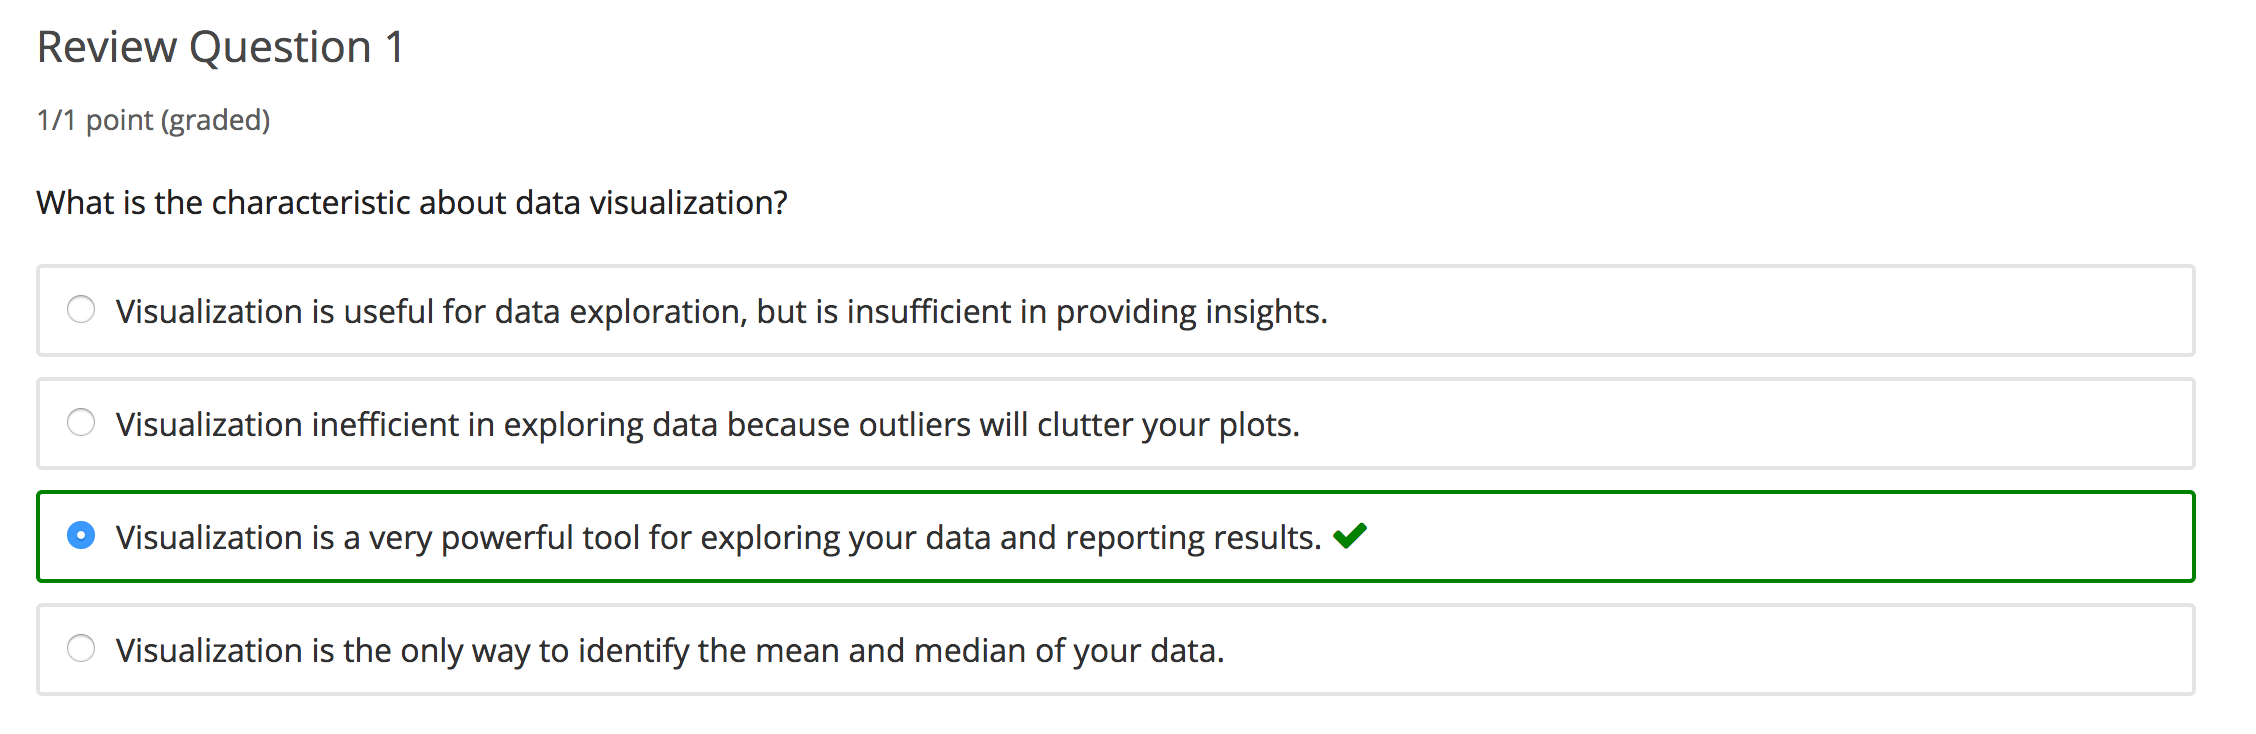 Review Question 1
1/1 point (graded)
What is the characteristic about data visualization?
Visualization is useful for data exploration, but is insufficient in providing insights.
Visualization inefficient in exploring data because outliers will clutter your plots.
Visualization is a very powerful tool for exploring your data and reporting results.
Visualization is the only way to identify the mean and median of your data.